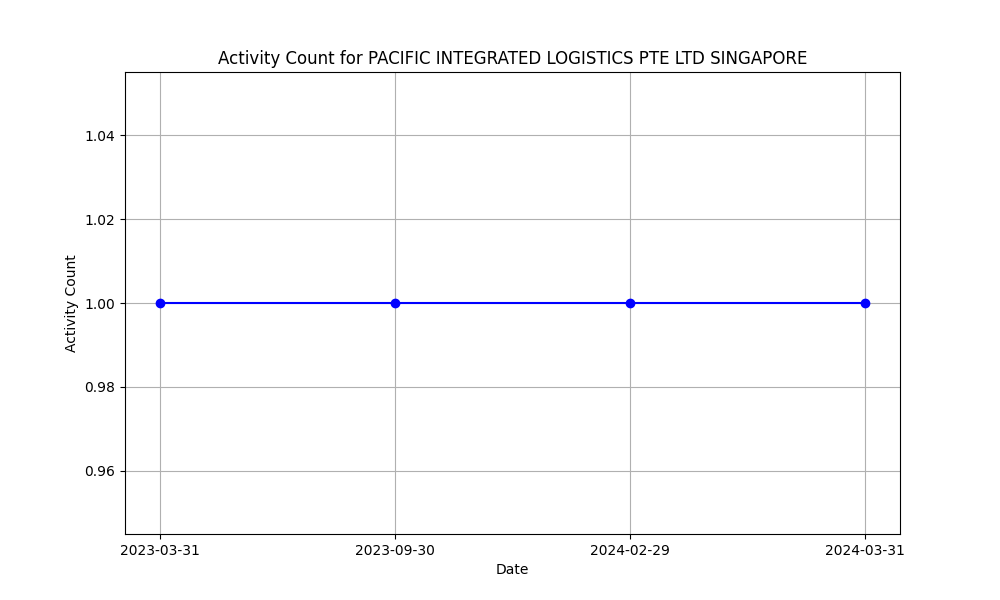 Activity Count for PACIFIC INTEGRATED LOGISTICS PTE LTD SINGAPORE
Activity Count
1.04
1.02
1.00
0.98
0.96
2023-03-31 2023-09-30 2024-02-29 2024-03-31
Date